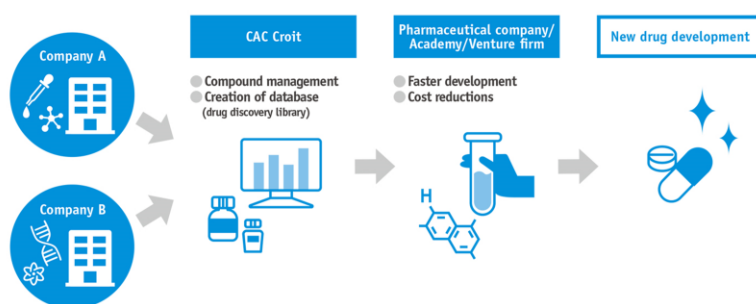 Company A
Company B
CAC Croit
Compound management
Creation of database
(drug discovery library)
Pharmaceutical company/
Academy/Venture firm
Faster development
Cost reductions
H
New drug development